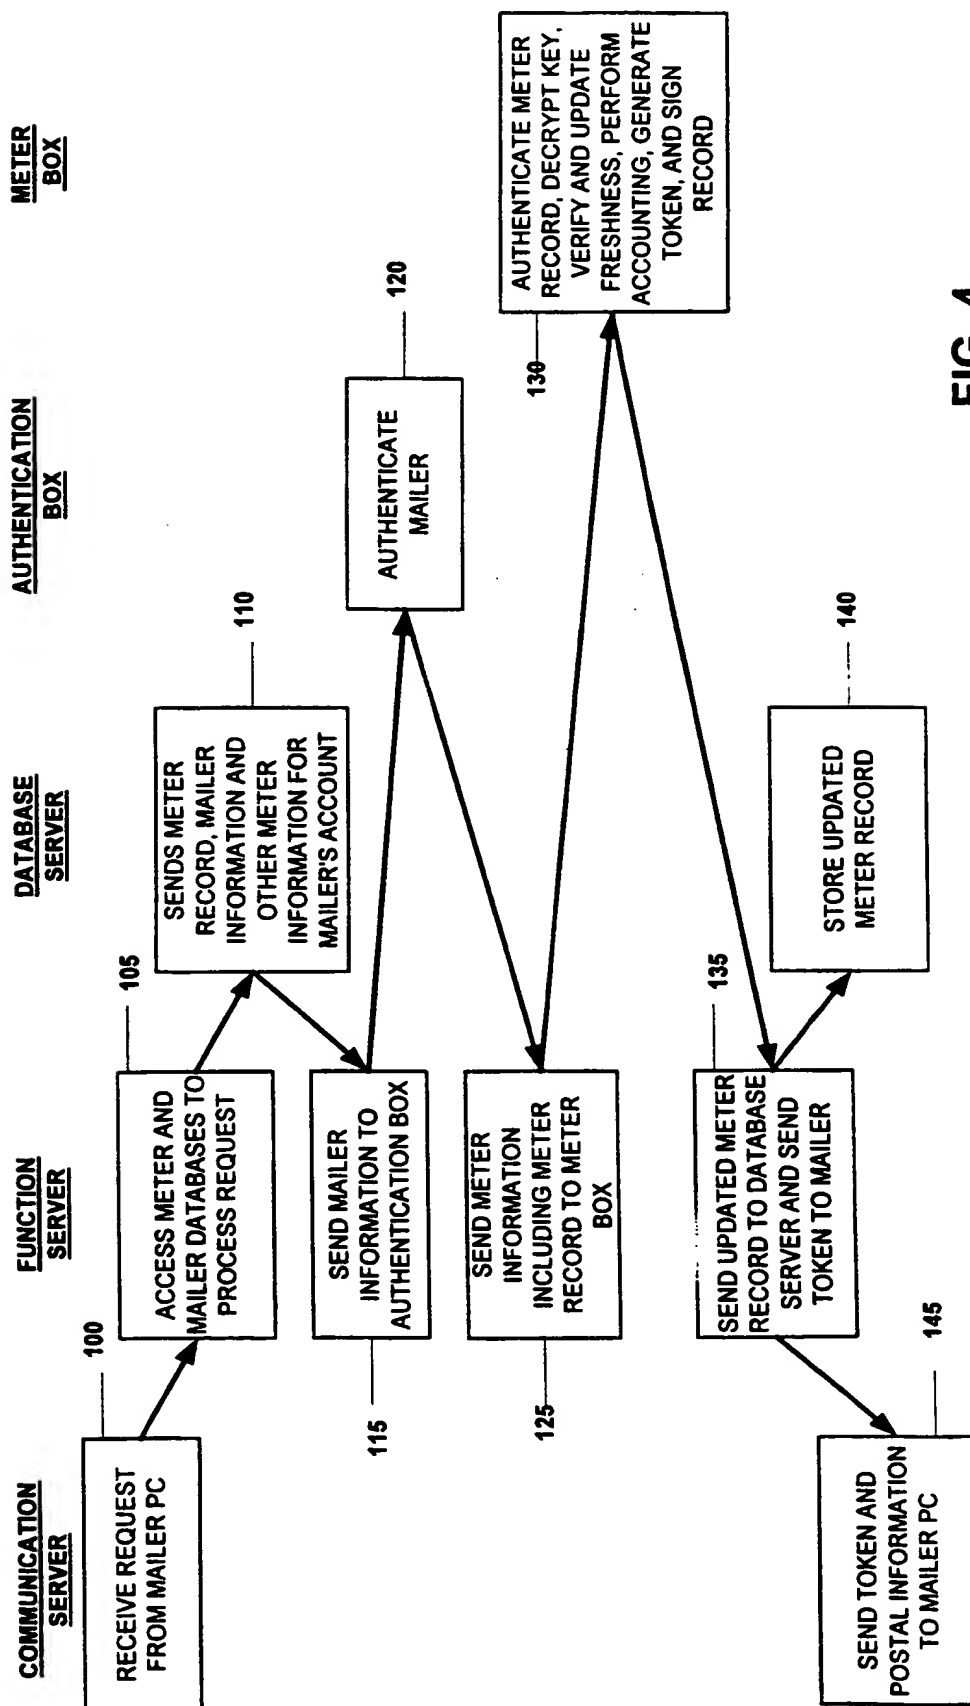 COMMUNICATION
SERVER
FUNCTION
SERVER
DATABASE
SERVER
AUTHENTICATION
BOX
METER
BOX
100
RECEIVE REQUEST
FROM MAILER PC
105
ACCESS METER AND
MAILER DATABASES TO
PROCESS REQUEST
110
SENDS METER
RECORD, MAILER
INFORMATION AND
OTHER METER
INFORMATION FOR
MAILER'S ACCOUNT
115
SEND MAILER
INFORMATION TO
AUTHENTICATION BOX
120
AUTHENTICATE
MAILER
125
SEND METER
INFORMATION
INCLUDING METER
RECORD TO METER
BOX
130
AUTHENTICATE METER
RECORD, DECRYPT KEY,
VERIFY AND UPDATE
FRESHNESS, PERFORM
ACCOUNTING, GENERATE
TOKEN, AND SIGN
RECORD
135
SEND UPDATED METER
RECORD TO DATABASE
SERVER AND SEND
TOKEN TO MAILER
140
STORE UPDATED
METER RECORD
145
SEND TOKEN AND
POSTAL INFORMATION
TO MAILER PC
FIG. 4